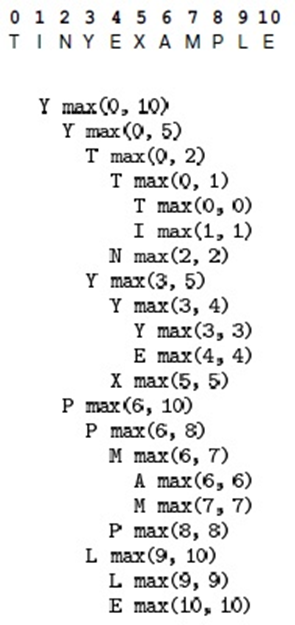 0 1 2 3 4 5 6 7 8 9 10
T I N Y E X A M P L E
Y max(0, 10)
Y max(0, 5)
T max(0, 2)
T max(0, 1)
T max(0, 0)
I max(1, 1)
N max(2, 2)
Y max(3, 5)
Y max(3, 4)
Y max(3, 3)
E max(4, 4)
X max(5, 5)
P max(6, 10)
P max(6, 8)
M max(6, 7)
A max(6, 6)
M max(7, 7)
P max(8, 8)
L max(9, 10)
L max(9, 9)
E max(10, 10)